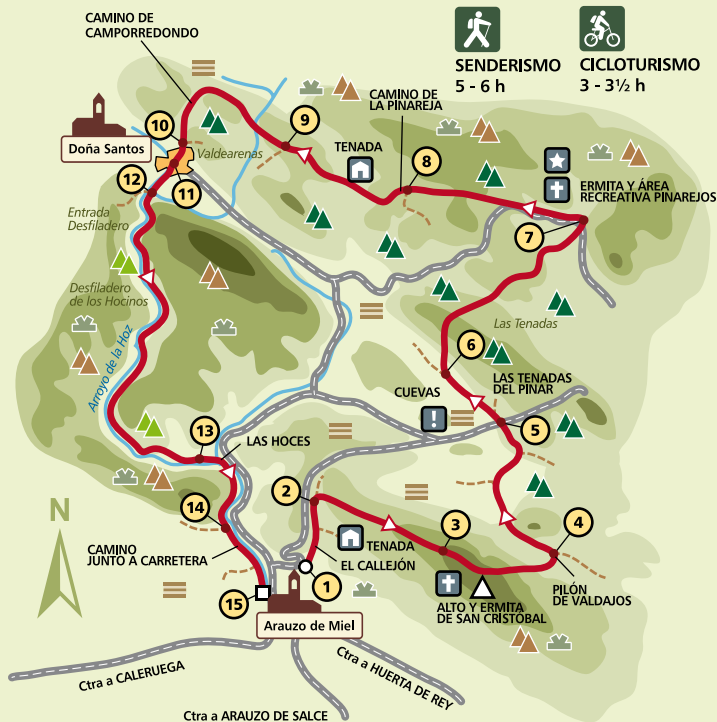 CAMINO DE
CAMPORREDONDO
SENDERISMO
5 - 6 h
CICLOTURISMO
3 - 3½ h
CAMINO DE
LA PINAREJA
Doña Santos
10
9
TENADA
8
Valdearenas
12
11
ERMITA Y ÁREA
RECREATIVA PINAREJOS
7
Entrada
Desfiladero
Desfiladero
de los Hocinos
Arroyo de la Hoz
Las Tenadas
6
LAS TENADAS
DEL PINAR
CUEVAS
5
13
LAS HOCES
2
3
4
14
N
TENADA
EL CALLEJÓN
CAMINO
JUNTO A CARRETERA
1
15
ALTO Y ERMITA
DE SAN CRISTÓBAL
PILÓN
DE VALDAJOS
Arauzo de Miel
Ctra a CALERUEGA
Ctra a HUERTA DE REY
Ctra a ARAUZO DE SALCE